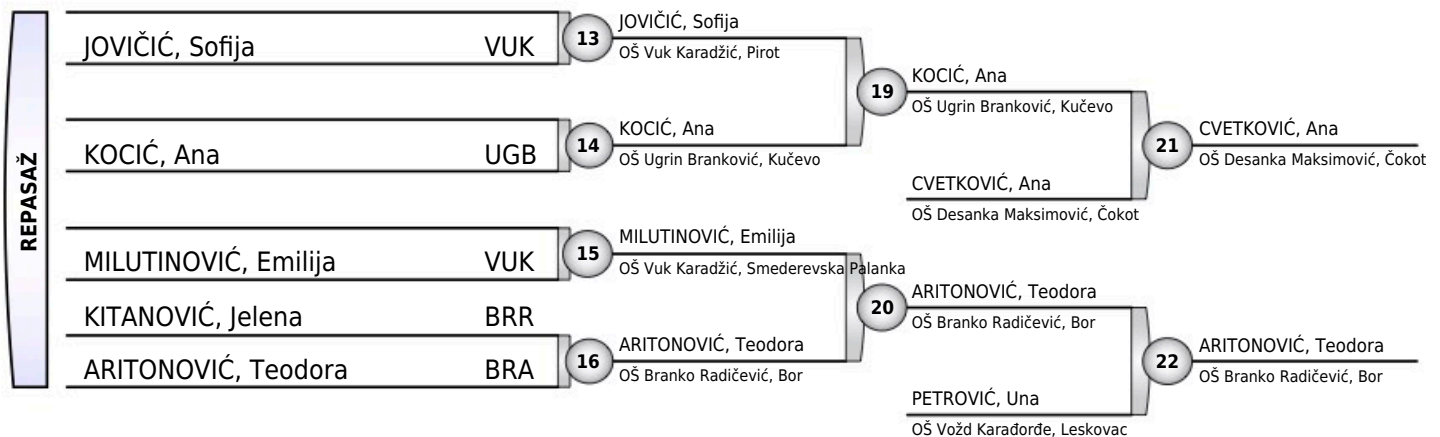 REPASAŽ
JOVIČIĆ, Sofija VUK
KOCIĆ, Ana UGB
MILUTINOVIĆ, Emilija VUK
KITANOVIĆ, Jelena BRR
ARITONOVIĆ, Teodora BRA
13
JOVIČIĆ, Sofija
OŠ Vuk Karadžić, Pirot
14
KOCIĆ, Ana
OŠ Ugrin Branković, Kučevo
15
MILUTINOVIĆ, Emilija
OŠ Vuk Karadžić, Smederevska Palanka
16
ARITONOVIĆ, Teodora
OŠ Branko Radičević, Bor
19
KOCIĆ, Ana
OŠ Ugrin Branković, Kučevo
CVETKOVIĆ, Ana
OŠ Desanka Maksimović, Čokot
20
ARITONOVIĆ, Teodora
OŠ Branko Radičević, Bor
PETROVIĆ, Una
OŠ Vožd Karađorđe, Leskovac
21
CVETKOVIĆ, Ana
OŠ Desanka Maksimović, Čokot
22
ARITONOVIĆ, Teodora
OŠ Branko Radičević, Bor